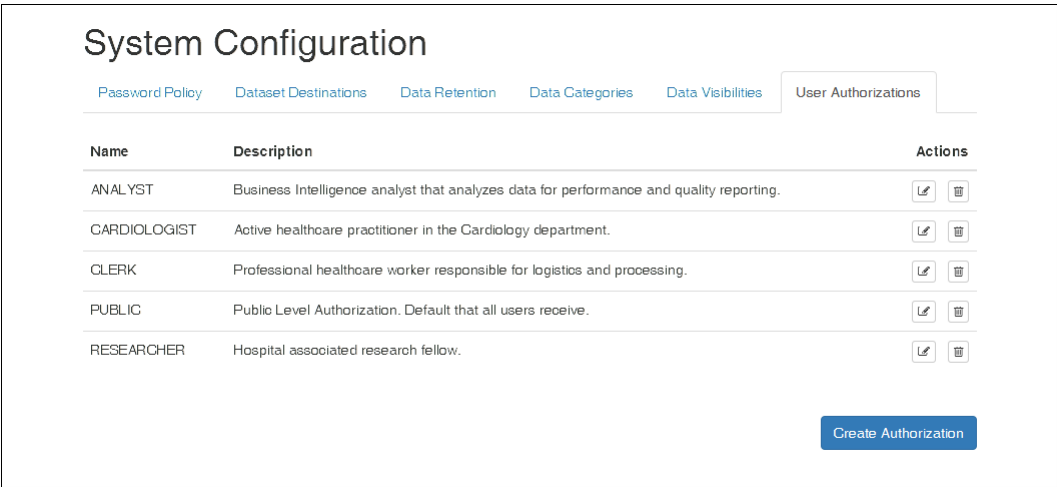 System Configuration
Password Policy Dataset Destinations Data Retention Data Categories Data Visibilities User Authorizations
Name Description Actions
ANALYST Business Intelligence analyst that analyzes data for performance and quality reporting.
CARDIOLOGIST Active healthcare practitioner in the Cardiology department.
CLERK Professional healthcare worker responsible for logistics and processing.
PUBLIC Public Level Authorization. Default that all users receive.
RESEARCHER Hospital associated research fellow.
Create Authorization